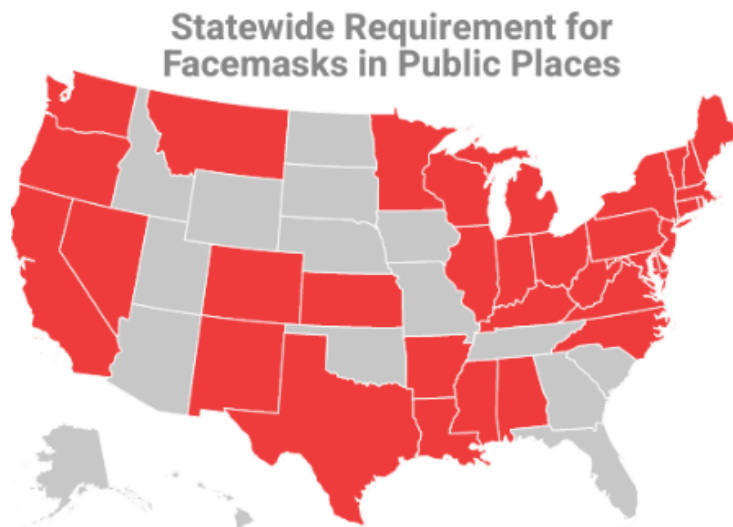 Statewide Requirement for
Facemasks in Public Places